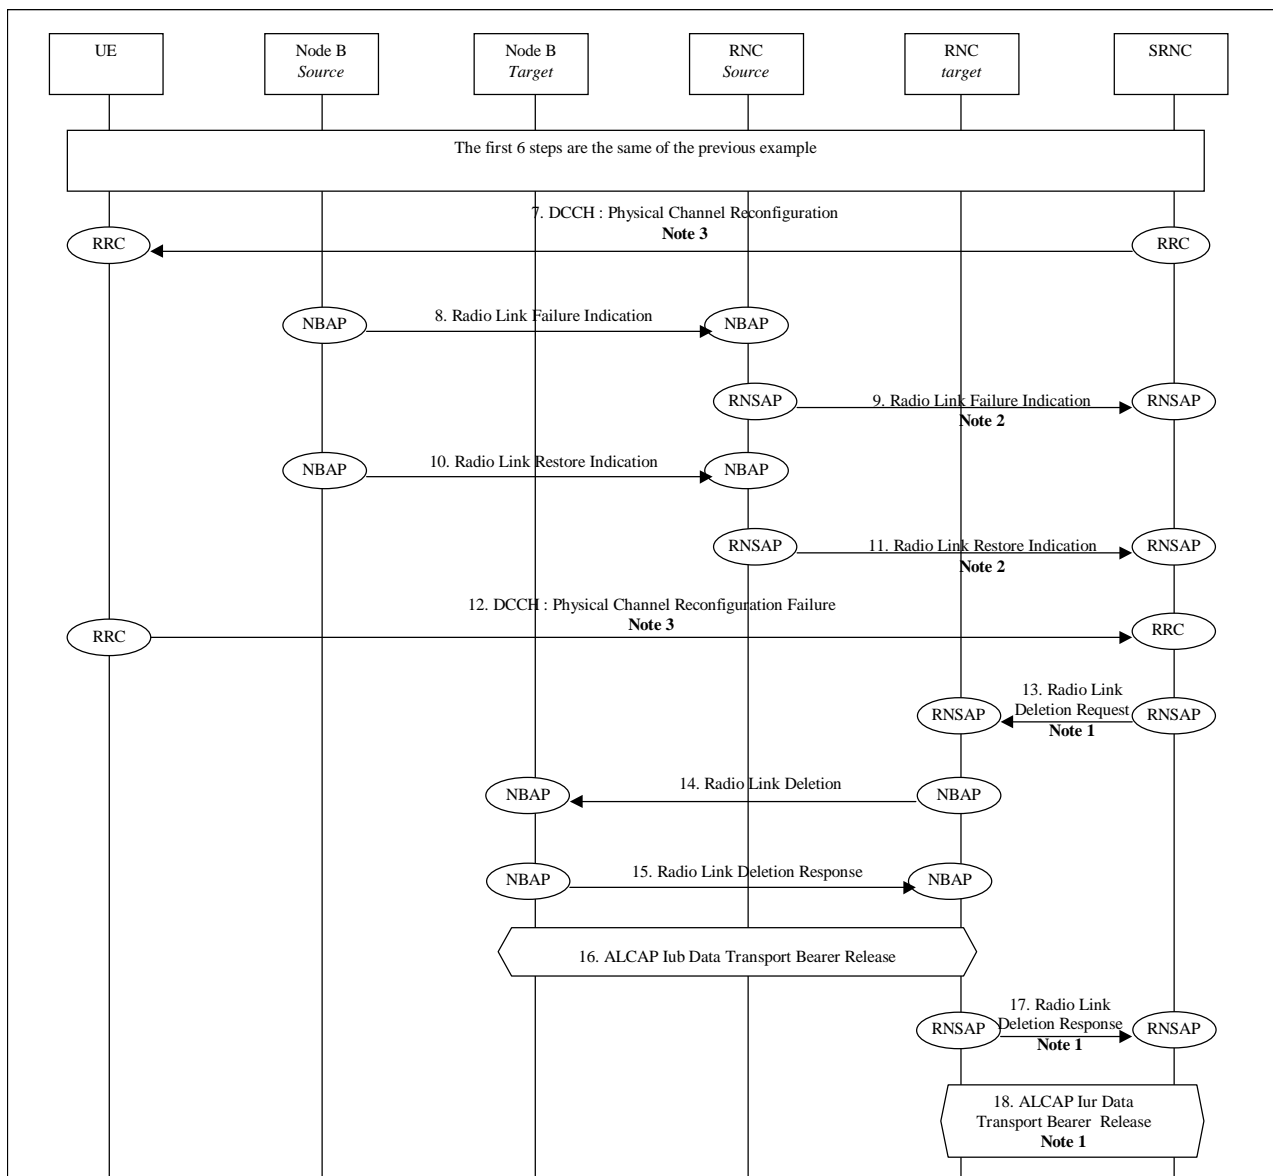 UE
Node B
Source
Node B
Target
RNC
Source
RNC
target
SRNC
The first 6 steps are the same of the previous example
7. DCCH : Physical Channel Reconfiguration
Note 3
RRC
RRC
NBAP
8. Radio Link Failure Indication
NBAP
RNSAP
9. Radio Link Failure Indication
Note 2
RNSAP
NBAP
10. Radio Link Restore Indication
NBAP
RNSAP
11. Radio Link Restore Indication
Note 2
RNSAP
12. DCCH : Physical Channel Reconfiguration Failure
Note 3
RRC
RRC
RNSAP
13. Radio Link
Deletion Request
Note 1
RNSAP
NBAP
14. Radio Link Deletion
NBAP
NBAP
15. Radio Link Deletion Response
NBAP
16. ALCAP Iub Data Transport Bearer Release
RNSAP
17. Radio Link
Deletion Response
Note 1
RNSAP
18. ALCAP Iur Data
Transport Bearer Release
Note 1